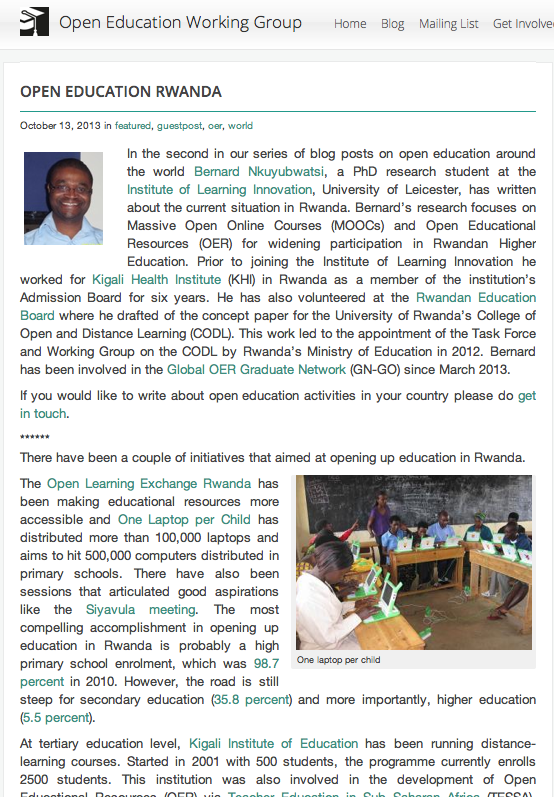 Open Education Working Group
Home Blog Mailing List Get Involve
OPEN EDUCATION RWANDA
October 13, 2013 in featured, guestpost, oer, world
In the second in our series of blog posts on open education around
the world Bernard Nkuyubwatsi, a PhD research student at the
Institute of Learning Innovation, University of Leicester, has written
about the current situation in Rwanda. Bernard's research focuses on
Massive Open Online Courses (MOOCs) and Open Educational
Resources (OER) for widening participation in Rwandan Higher
Education. Prior to joining the Institute of Learning Innovation he
worked for Kigali Health Institute (KHI) in Rwanda as a member of the institution's
Admission Board for six years. He has also volunteered at the Rwandan Education
Board where he drafted of the concept paper for the University of Rwanda's College of
Open and Distance Learning (CODL). This work led to the appointment of the Task Force
and Working Group on the CODL by Rwanda's Ministry of Education in 2012. Bernard
has been involved in the Global OER Graduate Network (GN-GO) since March 2013.
If you would like to write about open education activities in your country please do get
in touch.
******
There have been a couple of initiatives that aimed at opening up education in Rwanda.
The Open Learning Exchange Rwanda has
been making educational resources more
accessible and One Laptop per Child has
distributed more than 100,000 laptops and
aims to hit 500,000 computers distributed in
primary schools. There have also been
sessions that articulated good aspirations
like the Siyavula meeting. The most
compelling accomplishment in opening up
education in Rwanda is probably a high
primary school enrolment, which was 98.7
percent in 2010. However, the road is still
One laptop per child
steep for secondary education (35.8 percent) and more importantly, higher education
(5.5 percent).
At tertiary education level, Kigali Institute of Education has been running distance-
learning courses. Started in 2001 with 500 students, the programme currently enrolls
2500 students. This institution was also involved in the development of Open
Educational Resources (OER) via Teacher Education in Sub Saharan Africa (TESSA).